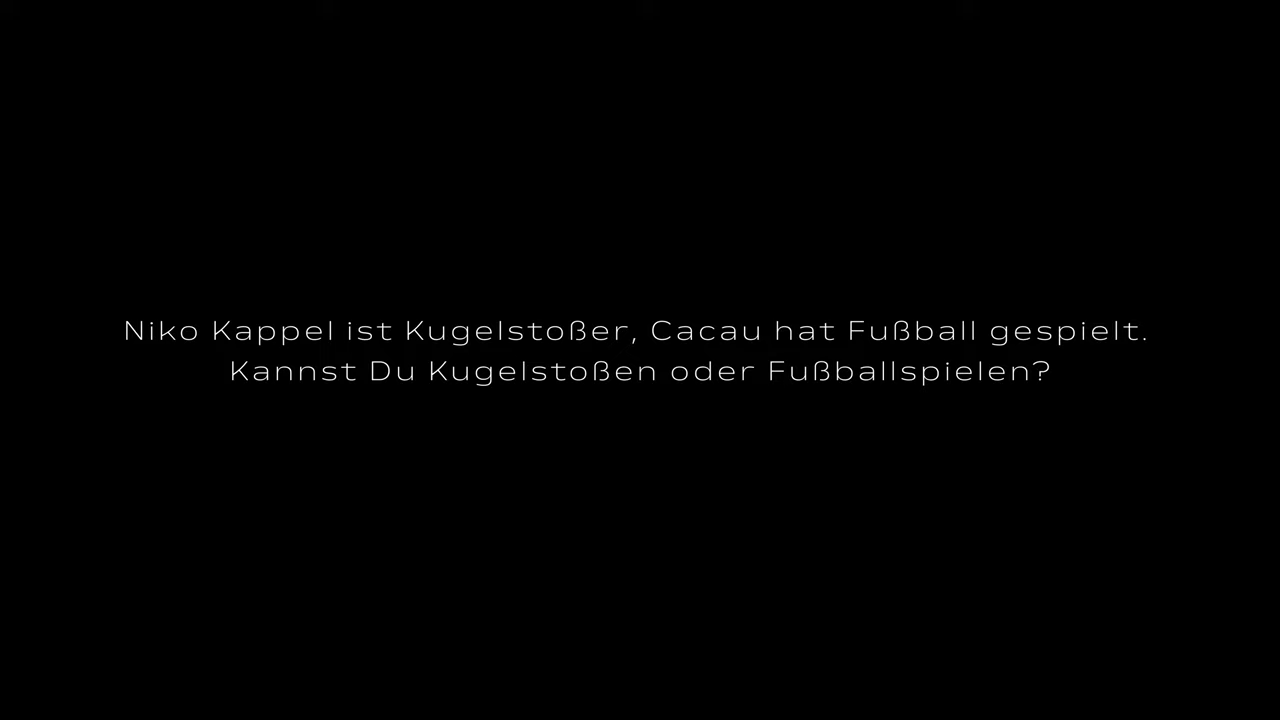 Niko Kappel ist Kugelstoßer, Cacau hat Fußball gespielt.
Kannst Du Kugelstoßen oder Fußballspielen?